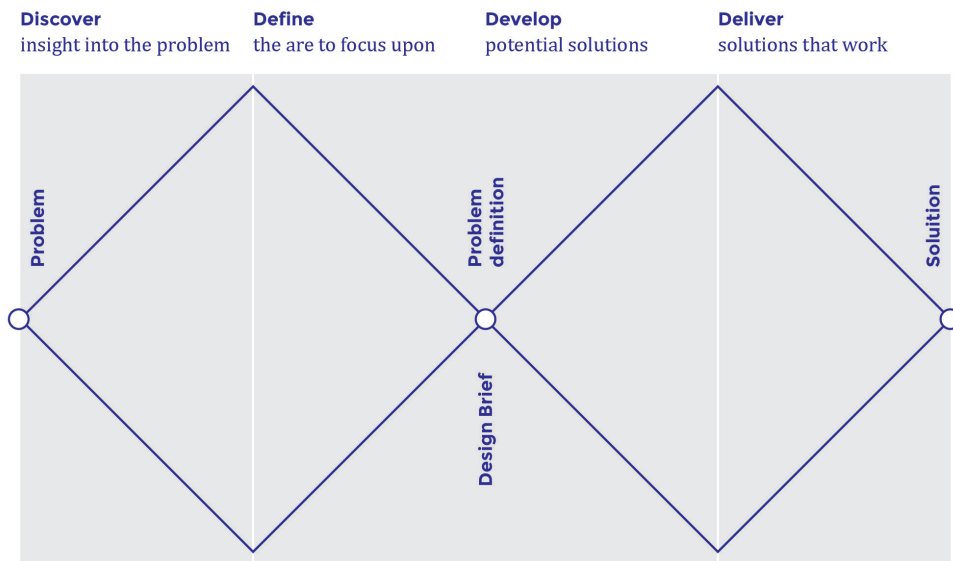 Discover
insight into the problem
Define
the are to focus upon
Develop
potential solutions
Deliver
solutions that work
Problem
Problem
definition
Design Brief
Soluition